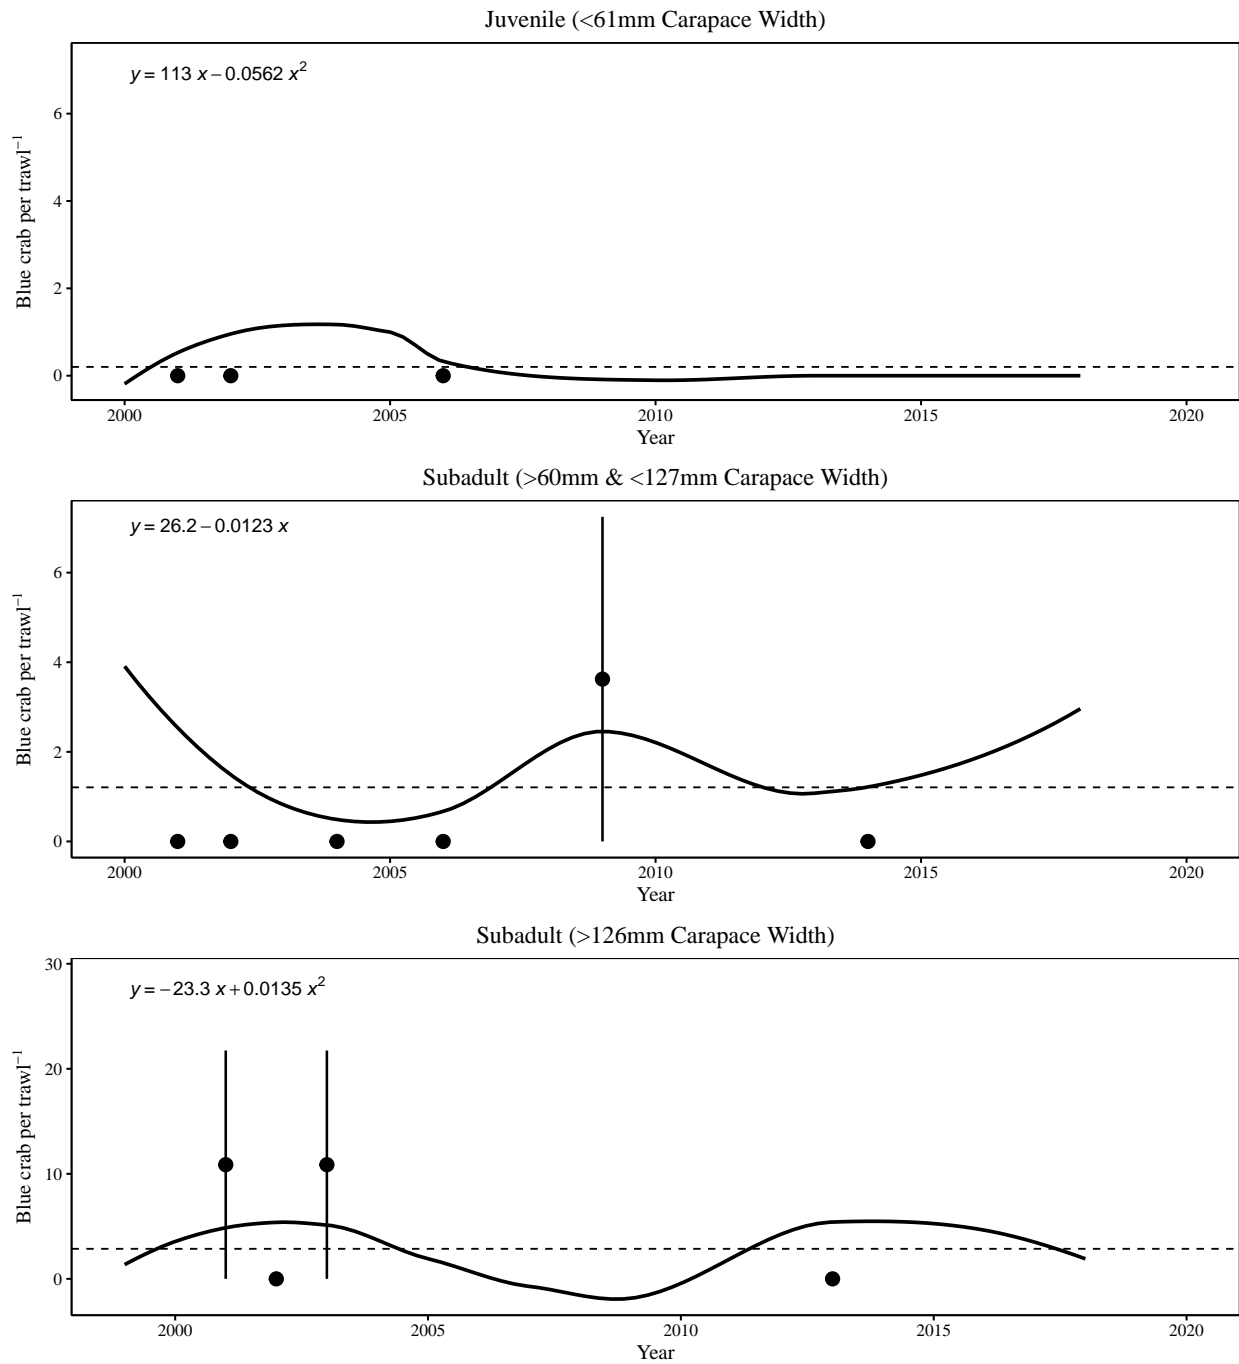 Juvenile (<61mm Carapace Width)
y = 113 x − 0.0562 x²
Blue crab per trawl⁻¹
6
4
2
0
2000 2005 2010 2015 2020
Year
Subadult (>60mm & <127mm Carapace Width)
y = 26.2 − 0.0123 x
Blue crab per trawl⁻¹
6
4
2
0
2000 2005 2010 2015 2020
Year
Subadult (>126mm Carapace Width)
y = −23.3 x + 0.0135 x²
Blue crab per trawl⁻¹
30
20
10
0
2000 2005 2010 2015 2020
Year